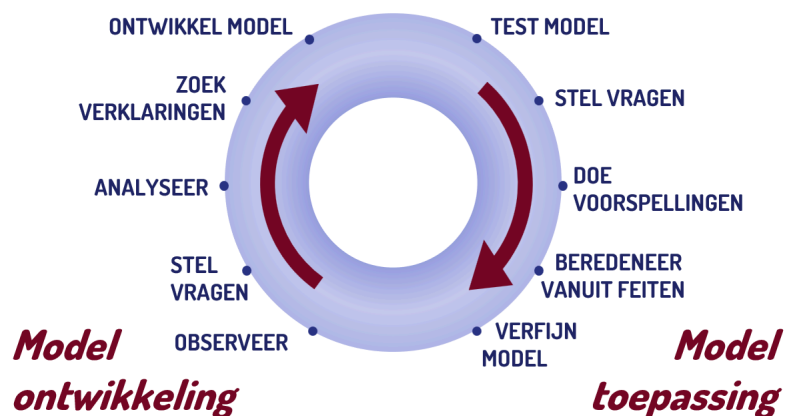 ONTWIKKEL MODEL
TEST MODEL
ZOEK
VERKLARINGEN
STEL VRAGEN
ANALYSEER
DOE
VOORSPELLINGEN
STEL
VRAGEN
BEREDENEER
VANUIT FEITEN
OBSERVEER
VERFIJN
MODEL
Model
ontwikkeling
Model
toepassing